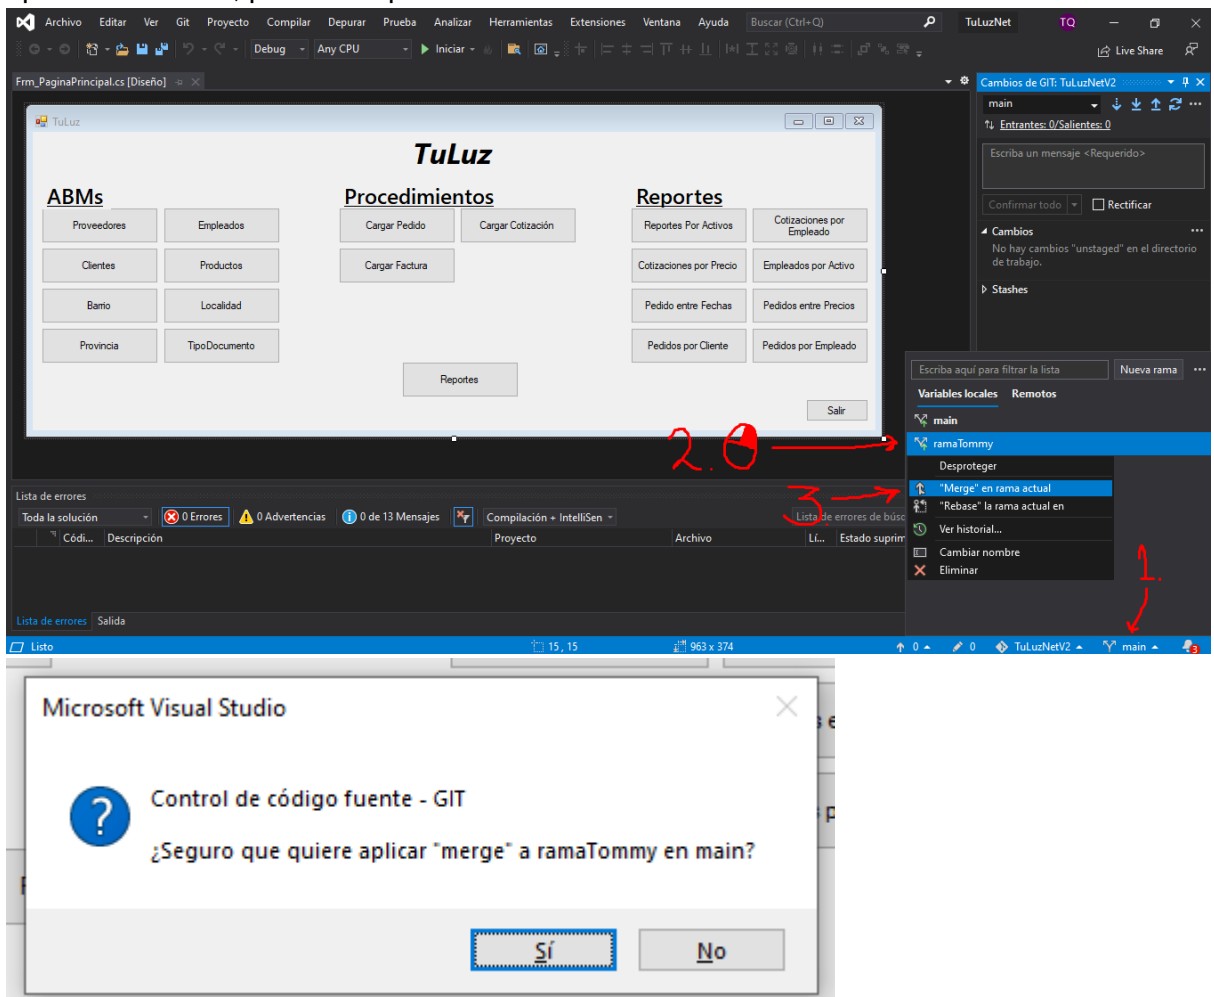 Archivo Editar Ver Git Proyecto Compilar Depurar Prueba Analizar Herramientas Extensiones Ventana Ayuda Buscar (Ctrl+Q) TuLuzNet TQ
Debug Any CPU Iniciar Live Share
Frm_PaginaPrincipal.cs [Diseño]
Cambios de GIT: TuLuzNetV2
main
Entrantes: 0/Salientes: 0
Escriba un mensaje <Requerido>
Confirmar todo Rectificar
Cambios
No hay cambios "unstaged" en el directorio
de trabajo.
Stashes
TuLuz
TuLuz
ABMs Procedimientos Reportes
Proveedores Empleados Cargar Pedido Cargar Cotización Reportes Por Activos Cotizaciones por
Empleado
Clientes Productos Cargar Factura Cotizaciones por Precio Empleados por Activo
Barrio Localidad Pedido entre Fechas Pedidos entre Precios
Provincia TipoDocumento Pedidos por Cliente Pedidos por Empleado
Reportes
Salir
Escriba aquí para filtrar la lista Nueva rama
Variables locales Remotos
main
2. ramaTommy
Desproteger
3. "Merge" en rama actual
"Rebase" la rama actual en
Ver historial...
Cambiar nombre
Eliminar
1.
Lista de errores
Toda la solución 0 Errores 0 Advertencias 0 de 13 Mensajes Compilación + IntelliSen Lista de errores de búsc
Códi... Descripción Proyecto Archivo Lí... Estado suprim
Lista de errores Salida
Listo 15, 15 963 x 374 0 0 TuLuzNetV2 main 3
Microsoft Visual Studio
Control de código fuente - GIT
¿Seguro que quiere aplicar "merge" a ramaTommy en main?
Sí No